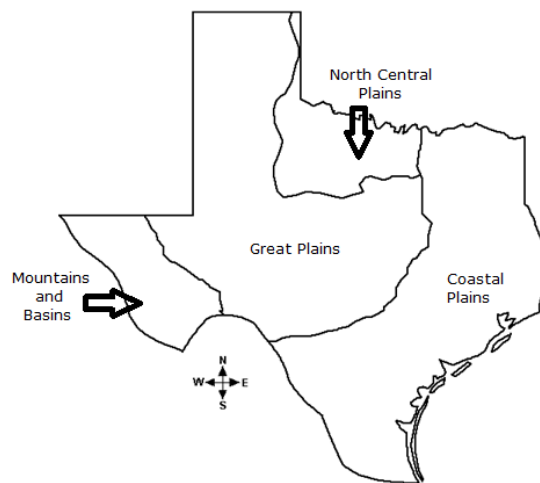 North Central
Plains
Great Plains
Mountains
and
Basins
Coastal
Plains
N
W E
S